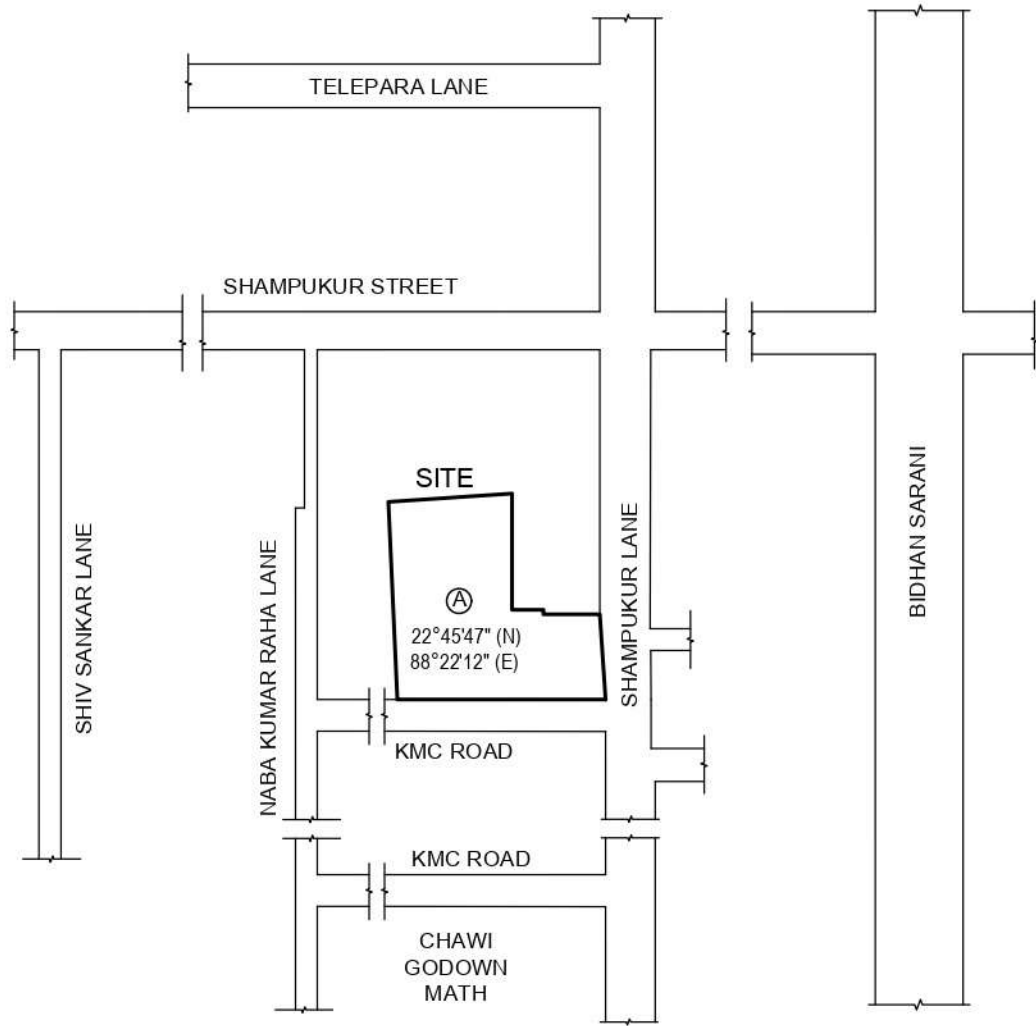 TELEPARA LANE
SHAMPUKUR STREET
SITE
SHIV SANKAR LANE
NABA KUMAR RAHA LANE
A
22°45'47" (N)
88°22'12" (E)
SHAMPUKUR LANE
BIDHAN SARANI
KMC ROAD
KMC ROAD
CHAWI
GODOWN
MATH